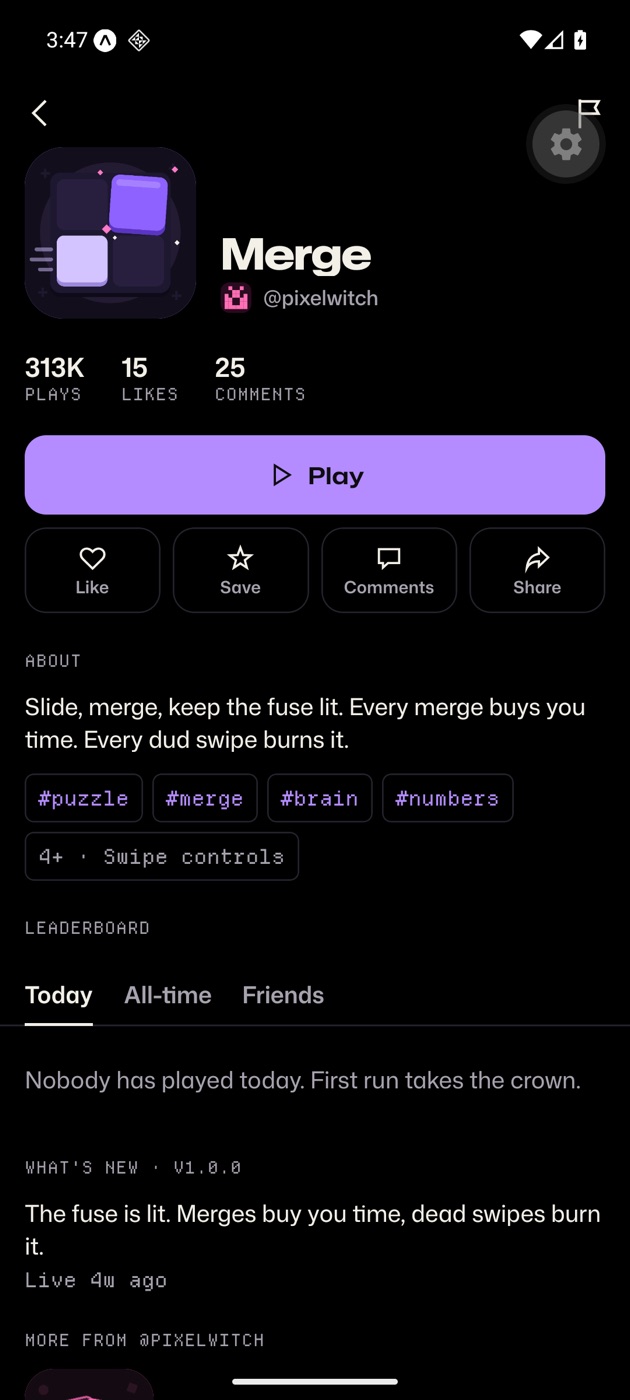 3:47
Merge
@pixelwitch
313K 15 25
PLAYS LIKES COMMENTS
Play
Like Save Comments Share
ABOUT
Slide, merge, keep the fuse lit. Every merge buys you
time. Every dud swipe burns it.
#puzzle #merge #brain #numbers
4+ · Swipe controls
LEADERBOARD
Today All-time Friends
Nobody has played today. First run takes the crown.
WHAT'S NEW · V1.0.0
The fuse is lit. Merges buy you time, dead swipes burn
it.
Live 4w ago
MORE FROM @PIXELWITCH